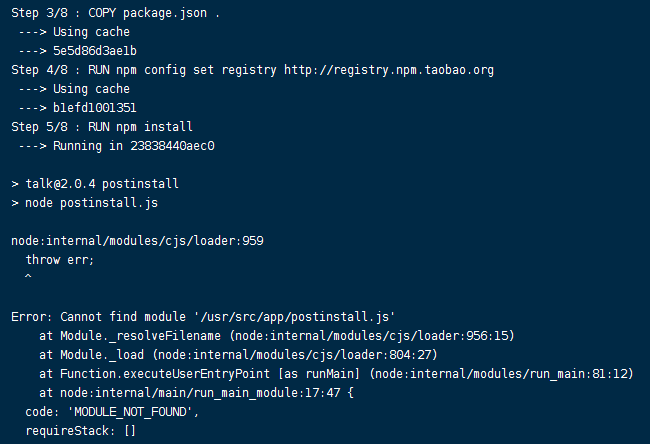 Step 3/8 : COPY package.json .
 ---> Using cache
 ---> 5e5d86d3ae1b
Step 4/8 : RUN npm config set registry http://registry.npm.taobao.org
 ---> Using cache
 ---> b1efd1001351
Step 5/8 : RUN npm install
 ---> Running in 23838440aec0
> talk@2.0.4 postinstall
> node postinstall.js
node:internal/modules/cjs/loader:959
  throw err;
  ^
Error: Cannot find module '/usr/src/app/postinstall.js'
    at Module._resolveFilename (node:internal/modules/cjs/loader:956:15)
    at Module._load (node:internal/modules/cjs/loader:804:27)
    at Function.executeUserEntryPoint [as runMain] (node:internal/modules/run_main:81:12)
    at node:internal/main/run_main_module:17:47 {
  code: 'MODULE_NOT_FOUND',
  requireStack: []